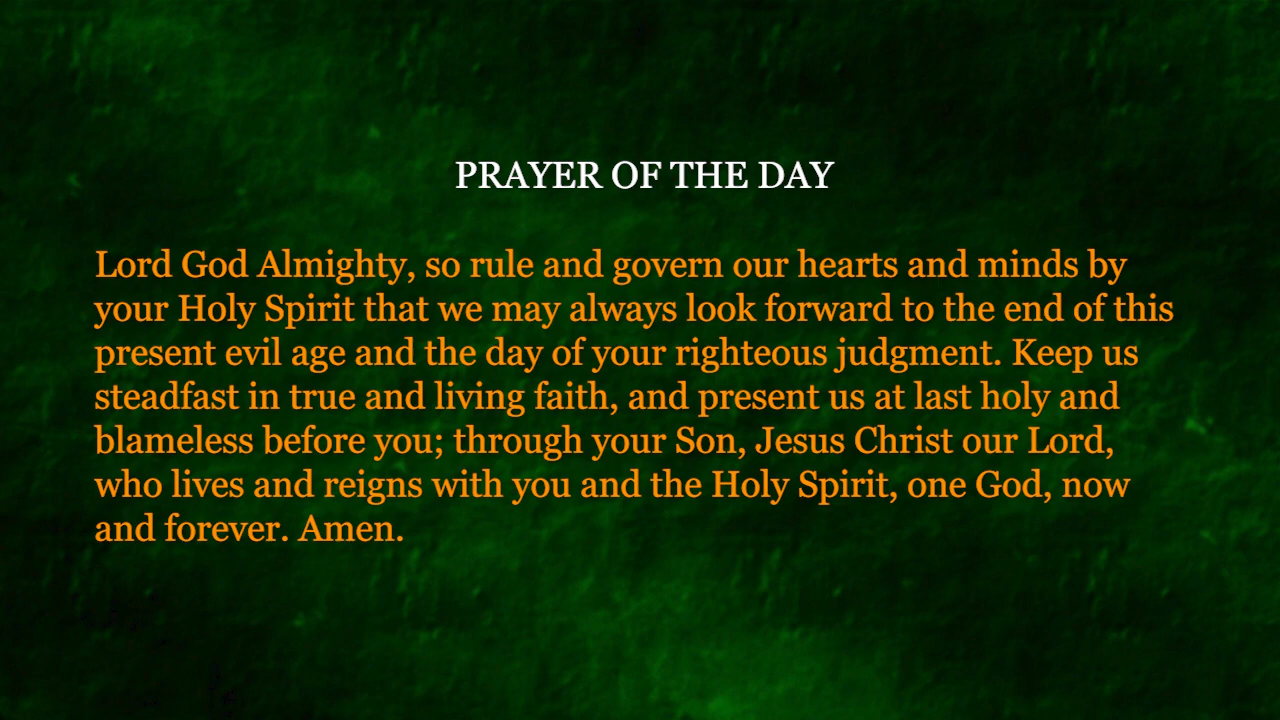 PRAYER OF THE DAY
Lord God Almighty, so rule and govern our hearts and minds by
your Holy Spirit that we may always look forward to the end of this
present evil age and the day of your righteous judgment. Keep us
steadfast in true and living faith, and present us at last holy and
blameless before you; through your Son, Jesus Christ our Lord,
who lives and reigns with you and the Holy Spirit, one God, now
and forever. Amen.